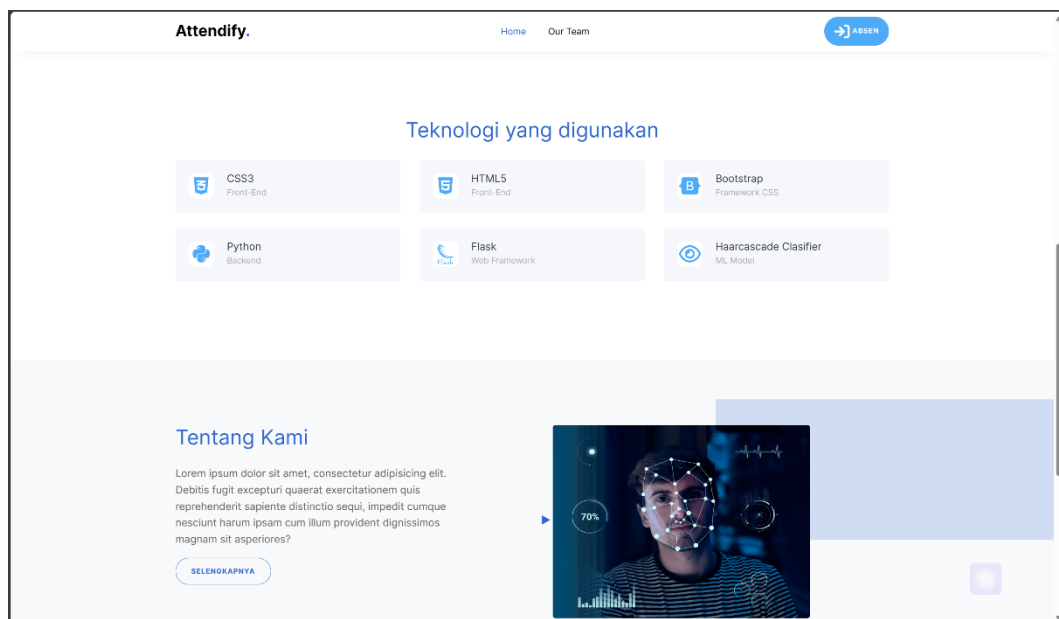 Attendify.
Home
Our Team
ABSEN
Teknologi yang digunakan
CSS3
Front-End
HTML5
Front-End
Bootstrap
Framework CSS
Python
Backend
Flask
Flask
Web Framework
Haarcascade Clasifier
ML Model
Tentang Kami
Lorem ipsum dolor sit amet, consectetur adipisicing elit.
Debitis fugit excepturi quaerat exercitationem quis
reprehenderit sapiente distinctio sequi, impedit cumque
nesciunt harum ipsam cum illum provident dignissimos
magnam sit asperiores?
SELENGKAPNYA
70%